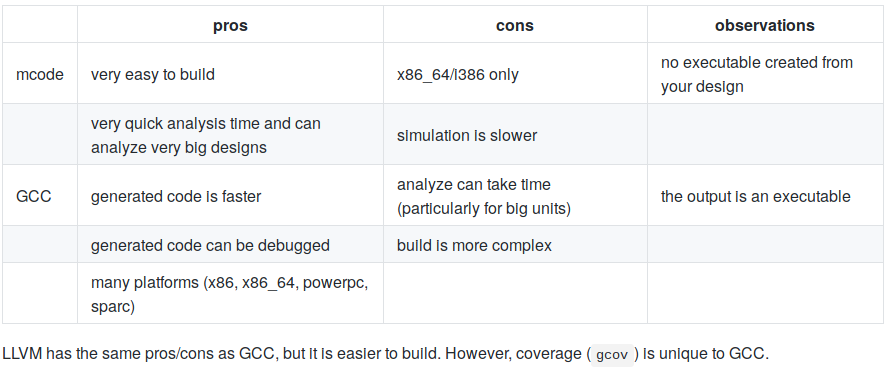 pros cons observations
mcode very easy to build x86_64/i386 only no executable created from
your design
very quick analysis time and can
analyze very big designs simulation is slower
GCC generated code is faster analyze can take time
(particularly for big units) the output is an executable
generated code can be debugged build is more complex
many platforms (x86, x86_64, powerpc,
sparc)
LLVM has the same pros/cons as GCC, but it is easier to build. However, coverage ( gcov ) is unique to GCC.